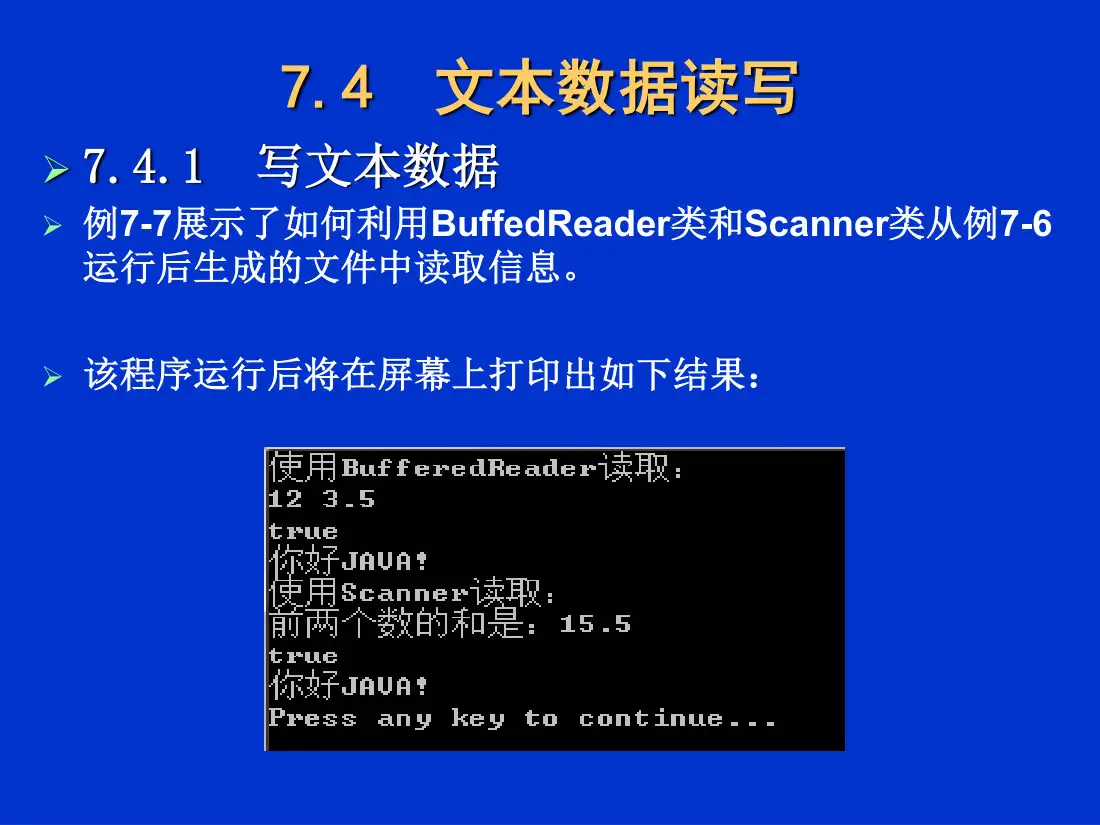 7.4 文本数据读写
7.4.1 写文本数据
例7-7展示了如何利用BuffedReader类和Scanner类从例7-6
运行后生成的文件中读取信息。
该程序运行后将在屏幕上打印出如下结果：
使用BufferedReader读取：
12 3.5
true
你好JAVA!
使用Scanner读取：
前两个数的和是：15.5
true
你好JAVA!
Press any key to continue...